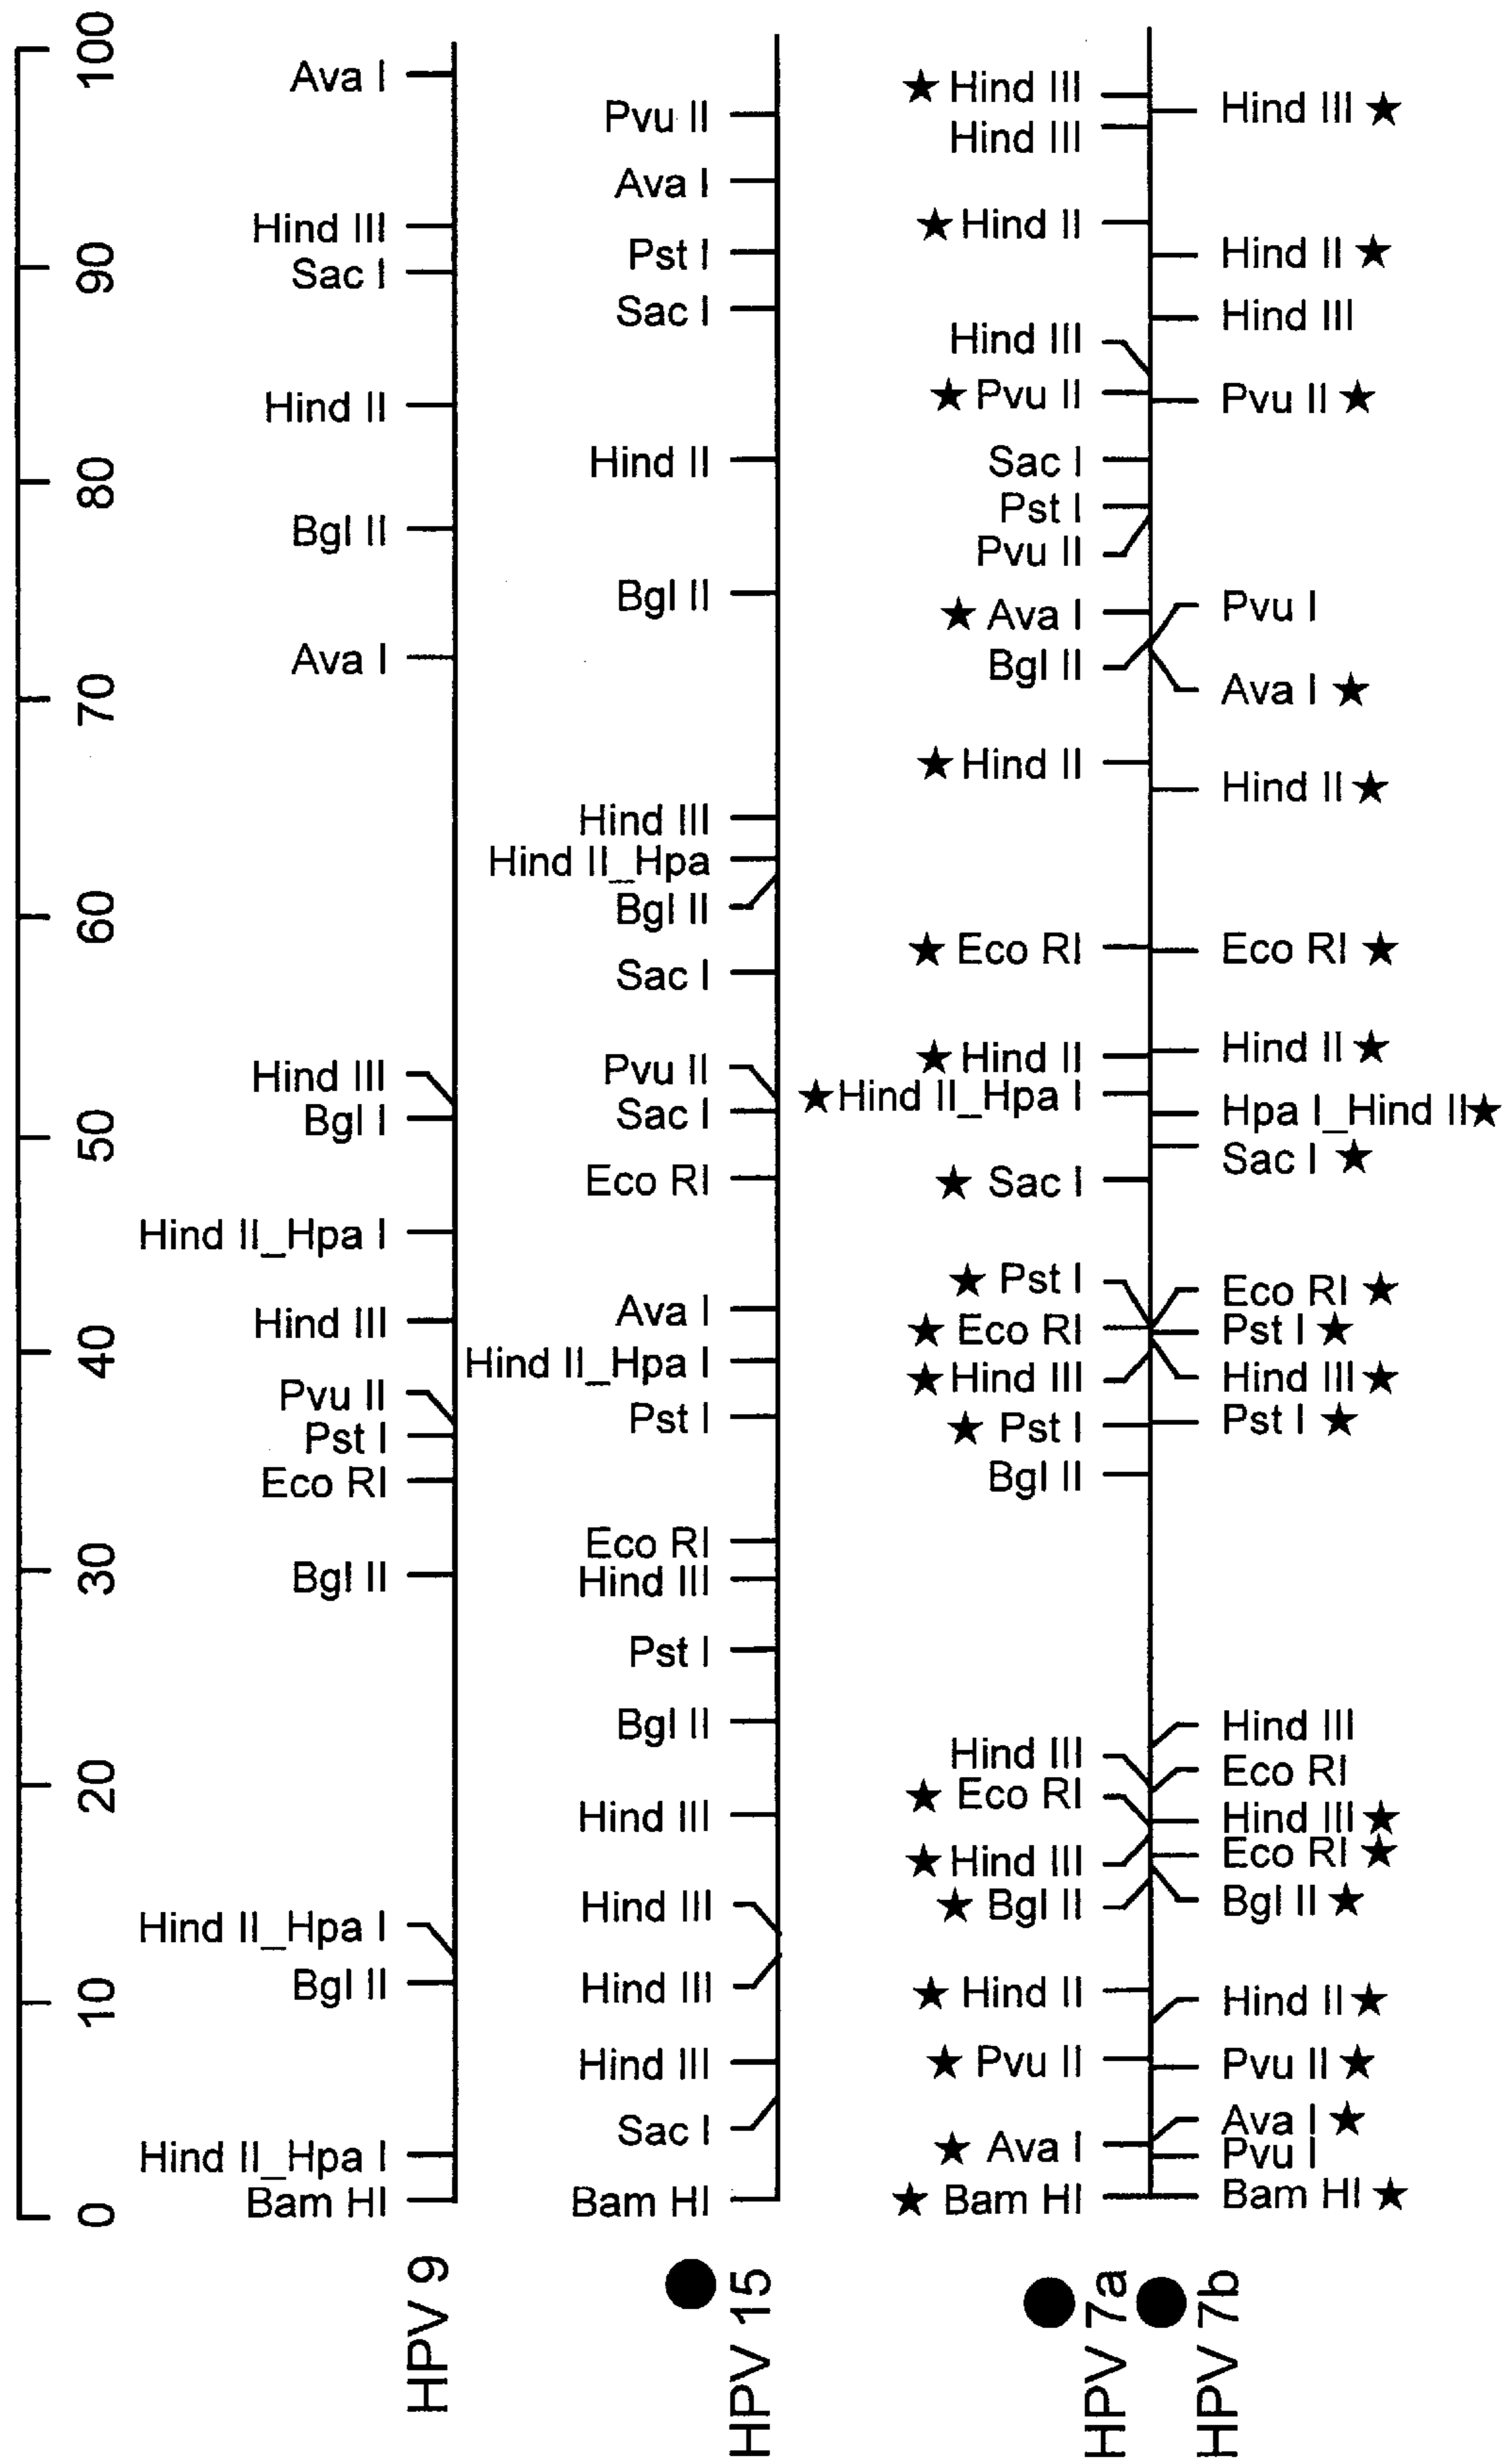 100
90
80
70
60
50
40
30
20
10
0
Ava I
Hind III
Sac I
Hind II
Bgl II
Ava I
Hind III
Bgl I
Hind II_Hpa I
Hind III
Pvu II
Pst I
Eco RI
Bgl II
Hind II_Hpa I
Bgl II
Hind II_Hpa I
Bam HI
HPV 9
Pvu II
Ava I
Pst I
Sac I
Hind II
Bgl II
Hind III
Hind II_Hpa
Bgl II
Sac I
Pvu II
Sac I
Eco RI
Ava I
Hind II_Hpa I
Pst I
Eco RI
Hind III
Pst I
Bgl II
Hind III
Hind III
Hind III
Hind III
Sac I
Bam HI
HPV 15
★ Hind III
Hind III
★ Hind II
Hind III
★ Pvu II
Sac I
Pst I
Pvu II
★ Ava I
Bgl II
★ Hind II
★ Eco RI
★ Hind II
★ Hind II_Hpa I
★ Sac I
★ Pst I
★ Eco RI
★ Hind III
★ Pst I
Bgl II
Hind III
★ Eco RI
★ Hind III
★ Bgl II
★ Hind II
★ Pvu II
★ Ava I
★ Bam HI
HPV 7a
Hind III ★
Hind II ★
Hind III
Pvu II ★
Pvu I
Ava I ★
Hind II ★
Eco RI ★
Hind II ★
Hpa I_Hind II ★
Sac I ★
Eco RI ★
Pst I ★
Hind III ★
Pst I ★
Hind III
Eco RI
Hind III ★
Eco RI ★
Bgl II ★
Hind II ★
Pvu II ★
Ava I ★
Pvu I
Bam HI ★
HPV 7b